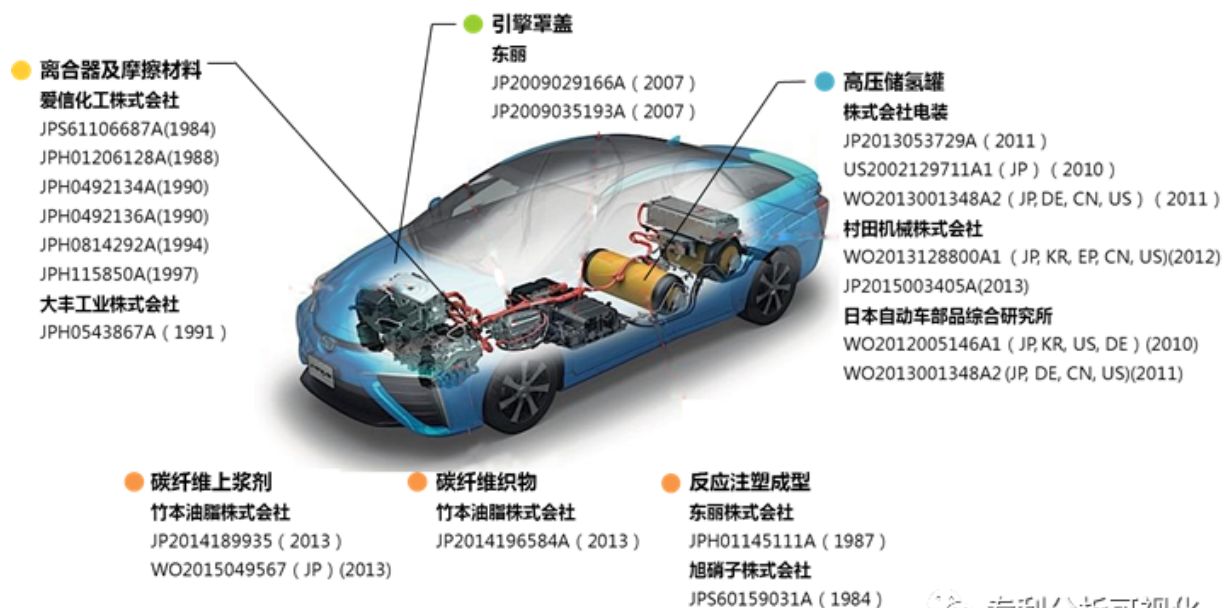 引擎罩盖
东丽
JP2009029166A（2007）
JP2009035193A（2007）
离合器及摩擦材料
爱信化工株式会社
JPS61106687A(1984)
JPH01206128A(1988)
JPH0492134A(1990)
JPH0492136A(1990)
JPH0814292A(1994)
JPH115850A(1997)
大丰工业株式会社
JPH0543867A（1991）
高压储氢罐
株式会社电装
JP2013053729A（2011）
US2002129711A1（JP）（2010）
WO2013001348A2（JP, DE, CN, US）（2011）
村田机械株式会社
WO2013128800A1（JP, KR, EP, CN, US)(2012)
JP2015003405A(2013)
日本自动车部品综合研究所
WO2012005146A1（JP, KR, US, DE）(2010)
WO2013001348A2 (JP, DE, CN, US)(2011)
碳纤维上浆剂
竹本油脂株式会社
JP2014189935（2013）
WO2015049567（JP）(2013)
碳纤维织物
竹本油脂株式会社
JP2014196584A（2013）
反应注塑成型
东丽株式会社
JPH01145111A（1987）
旭硝子株式会社
JPS60159031A（1984）
专利分析可视化